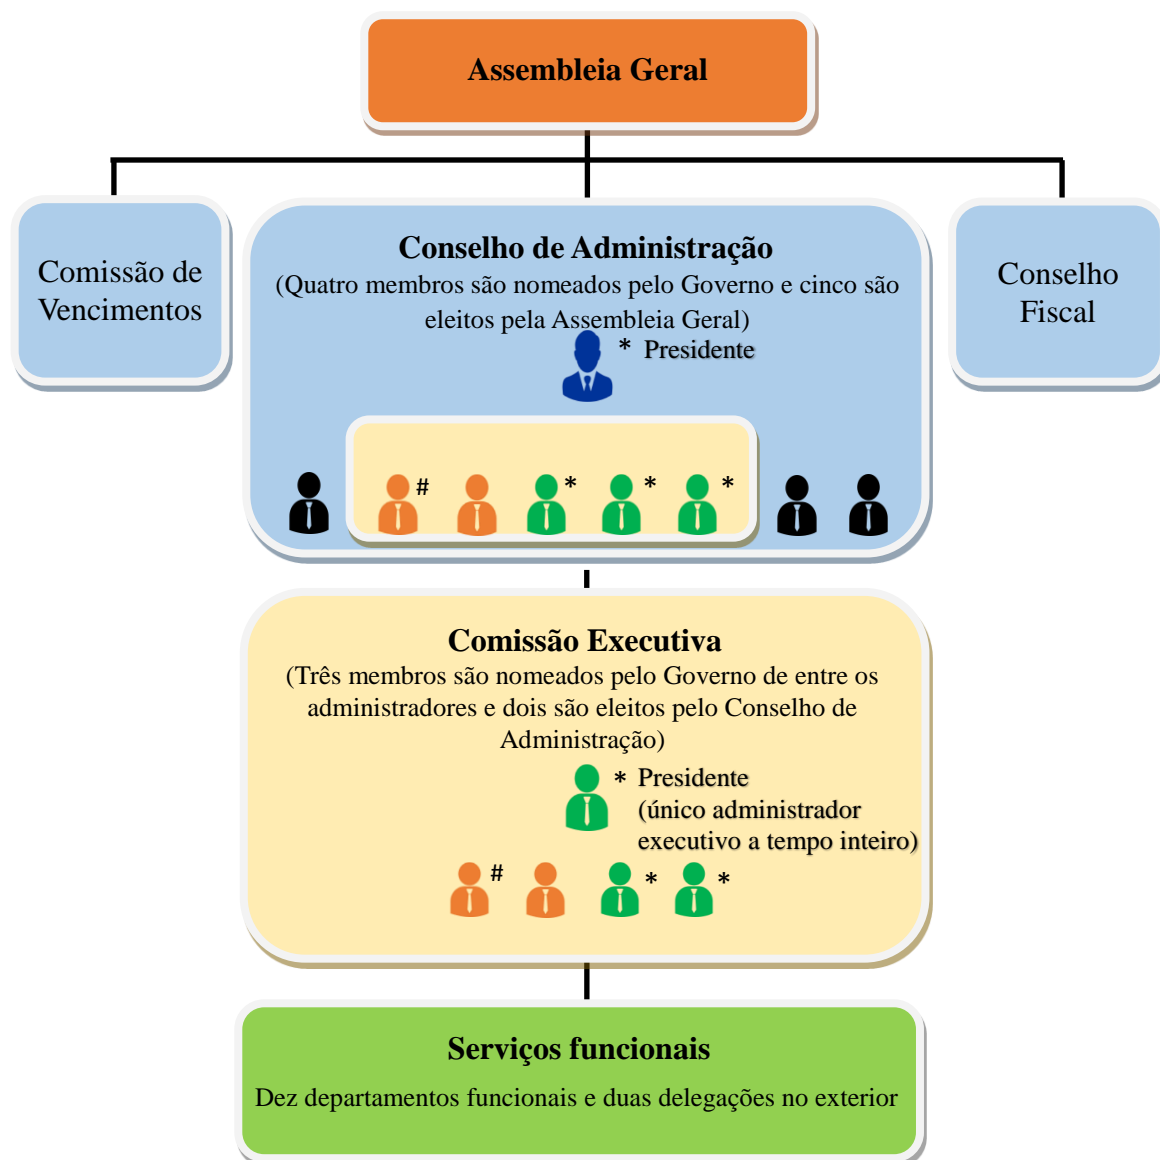 Assembleia Geral
Comissão de
Vencimentos
Conselho de Administração
(Quatro membros são nomeados pelo Governo e cinco são
eleitos pela Assembleia Geral)
* Presidente
# * * *
Conselho
Fiscal
Comissão Executiva
(Três membros são nomeados pelo Governo de entre os
administradores e dois são eleitos pelo Conselho de
Administração)
* Presidente
(único administrador
executivo a tempo inteiro)
# * *
Serviços funcionais
Dez departamentos funcionais e duas delegações no exterior